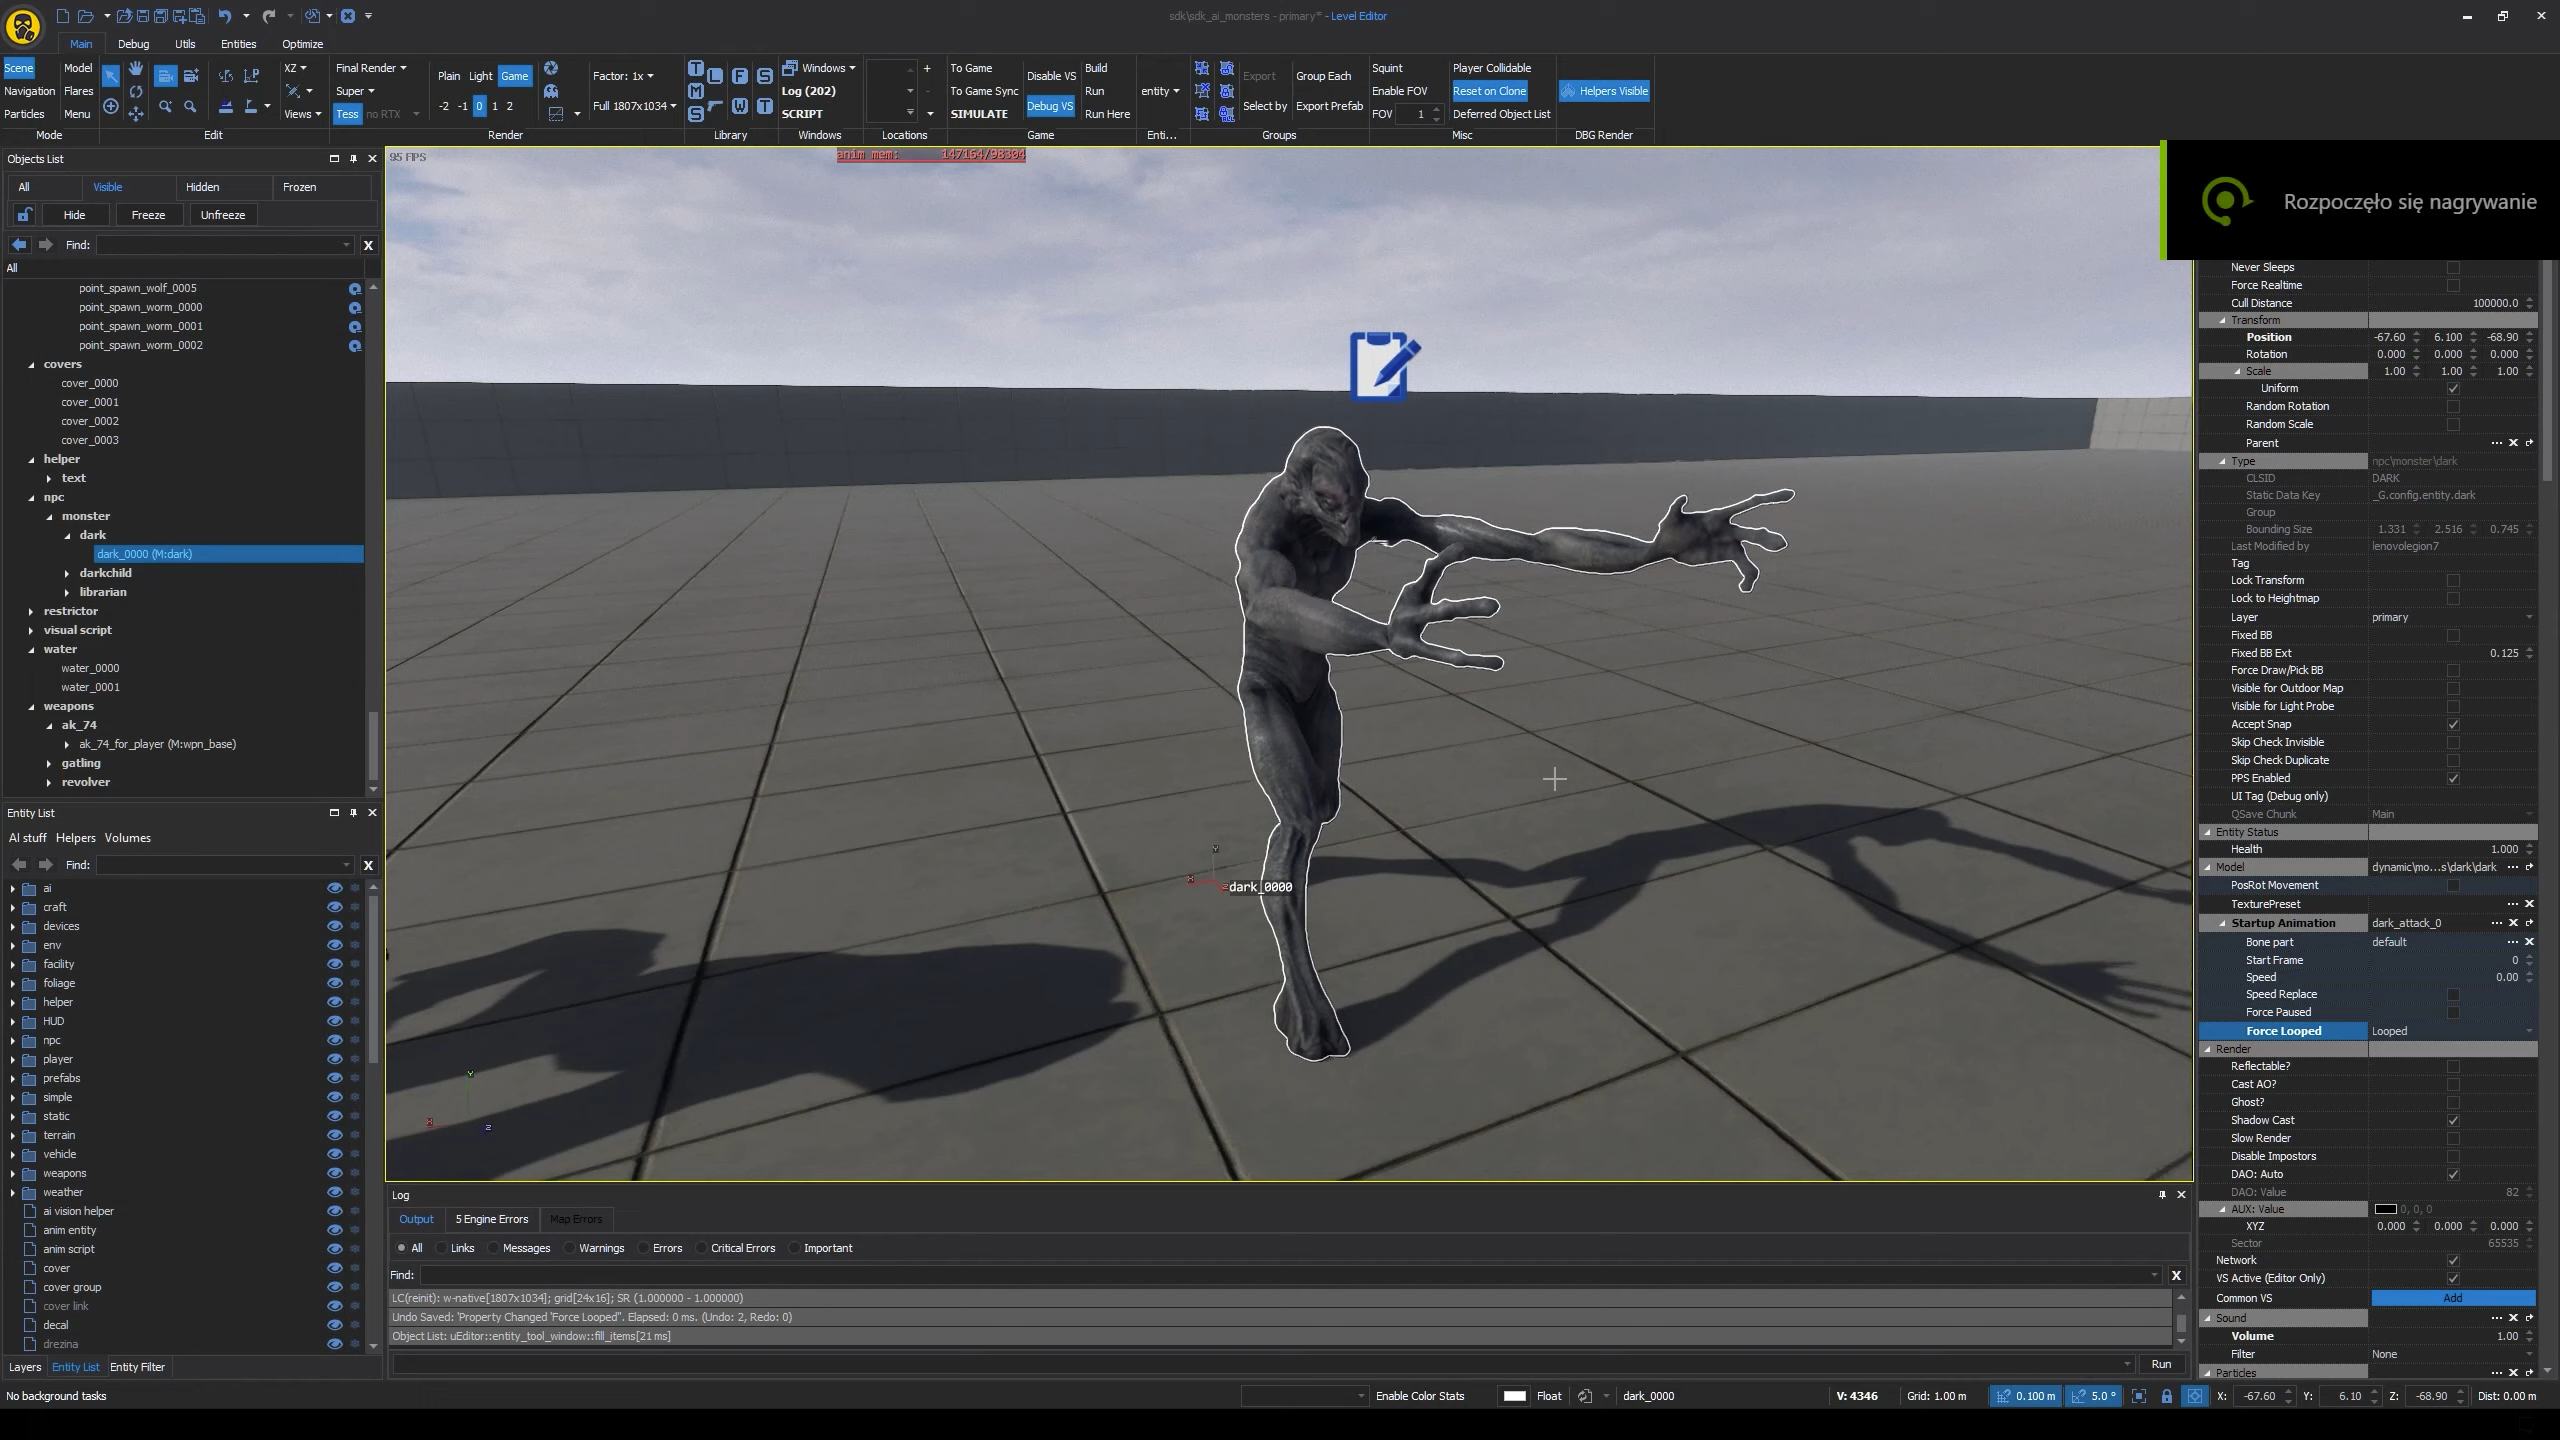 sdk\sdk_ai_monsters - primary* - Level Editor
Main Debug Utils Entities Optimize
Scene Model XZ Final Render Plain Light Game Factor: 1x Windows To Game Disable VS Build Export Group Each Squint Player Collidable
Navigation Flares Super Log (202) To Game Sync Run entity Enable FOV Reset on Clone Helpers Visible
Particles Menu Views Tess no RTX -2 -1 0 1 2 Full 1807x1034 SCRIPT SIMULATE Debug VS Run Here Select by Export Prefab FOV 1 Deferred Object List
Mode Edit Render Library Windows Locations Game Enti... Groups Misc DBG Render
Objects List
All Visible Hidden Frozen
Hide Freeze Unfreeze
Find: X
All
point_spawn_wolf_0005
point_spawn_worm_0000
point_spawn_worm_0001
point_spawn_worm_0002
covers
cover_0000
cover_0001
cover_0002
cover_0003
helper
text
npc
monster
dark
dark_0000 (M:dark)
darkchild
librarian
restrictor
visual script
water
water_0000
water_0001
weapons
ak_74
ak_74_for_player (M:wpn_base)
gatling
revolver
Entity List
AI stuff Helpers Volumes
Find: X
ai
craft
devices
env
facility
foliage
helper
HUD
npc
player
prefabs
simple
static
terrain
vehicle
weapons
weather
ai vision helper
anim entity
anim script
cover
cover group
cover link
decal
drezina
Layers Entity List Entity Filter
No background tasks
95 FPS
anim mem: 147164/98304
dark_0000
Log
Output 5 Engine Errors Map Errors
All Links Messages Warnings Errors Critical Errors Important
Find: X
LC(reinit): w-native[1807x1034]; grid[24x16]; SR (1.000000 - 1.000000)
Undo Saved: 'Property Changed 'Force Looped''. Elapsed: 0 ms. (Undo: 2, Redo: 0)
Object List: uEditor::entity_tool_window::fill_items[21 ms]
Run
Enable Color Stats Float dark_0000 V: 4346 Grid: 1.00 m 0.100 m 5.0 ° X: -67.60 Y: 6.10 Z: -68.90 Dist: 0.00 m
Rozpoczęło się nagrywanie
Never Sleeps
Force Realtime
Cull Distance 100000.0
Transform
Position -67.60 6.100 -68.90
Rotation 0.000 0.000 0.000
Scale 1.00 1.00 1.00
Uniform
Random Rotation
Random Scale
Parent
Type npc\monster\dark
CLSID DARK
Static Data Key _G.config.entity.dark
Group
Bounding Size 1.331 2.516 0.745
Last Modified by lenovolegion7
Tag
Lock Transform
Lock to Heightmap
Layer primary
Fixed BB
Fixed BB Ext 0.125
Force Draw/Pick BB
Visible for Outdoor Map
Visible for Light Probe
Accept Snap
Skip Check Invisible
Skip Check Duplicate
PPS Enabled
UI Tag (Debug only)
QSave Chunk Main
Entity Status
Health 1.000
Model dynamic\mo...s\dark\dark
PosRot Movement
TexturePreset
Startup Animation dark_attack_0
Bone part default
Start Frame 0
Speed 0.00
Speed Replace
Force Paused
Force Looped Looped
Render
Reflectable?
Cast AO?
Ghost?
Shadow Cast
Slow Render
Disable Impostors
DAO: Auto
DAO: Value 82
AUX: Value 0, 0, 0
XYZ 0.000 0.000 0.000
Sector 65535
Network
VS Active (Editor Only)
Common VS Add
Sound
Volume 1.00
Filter None
Particles